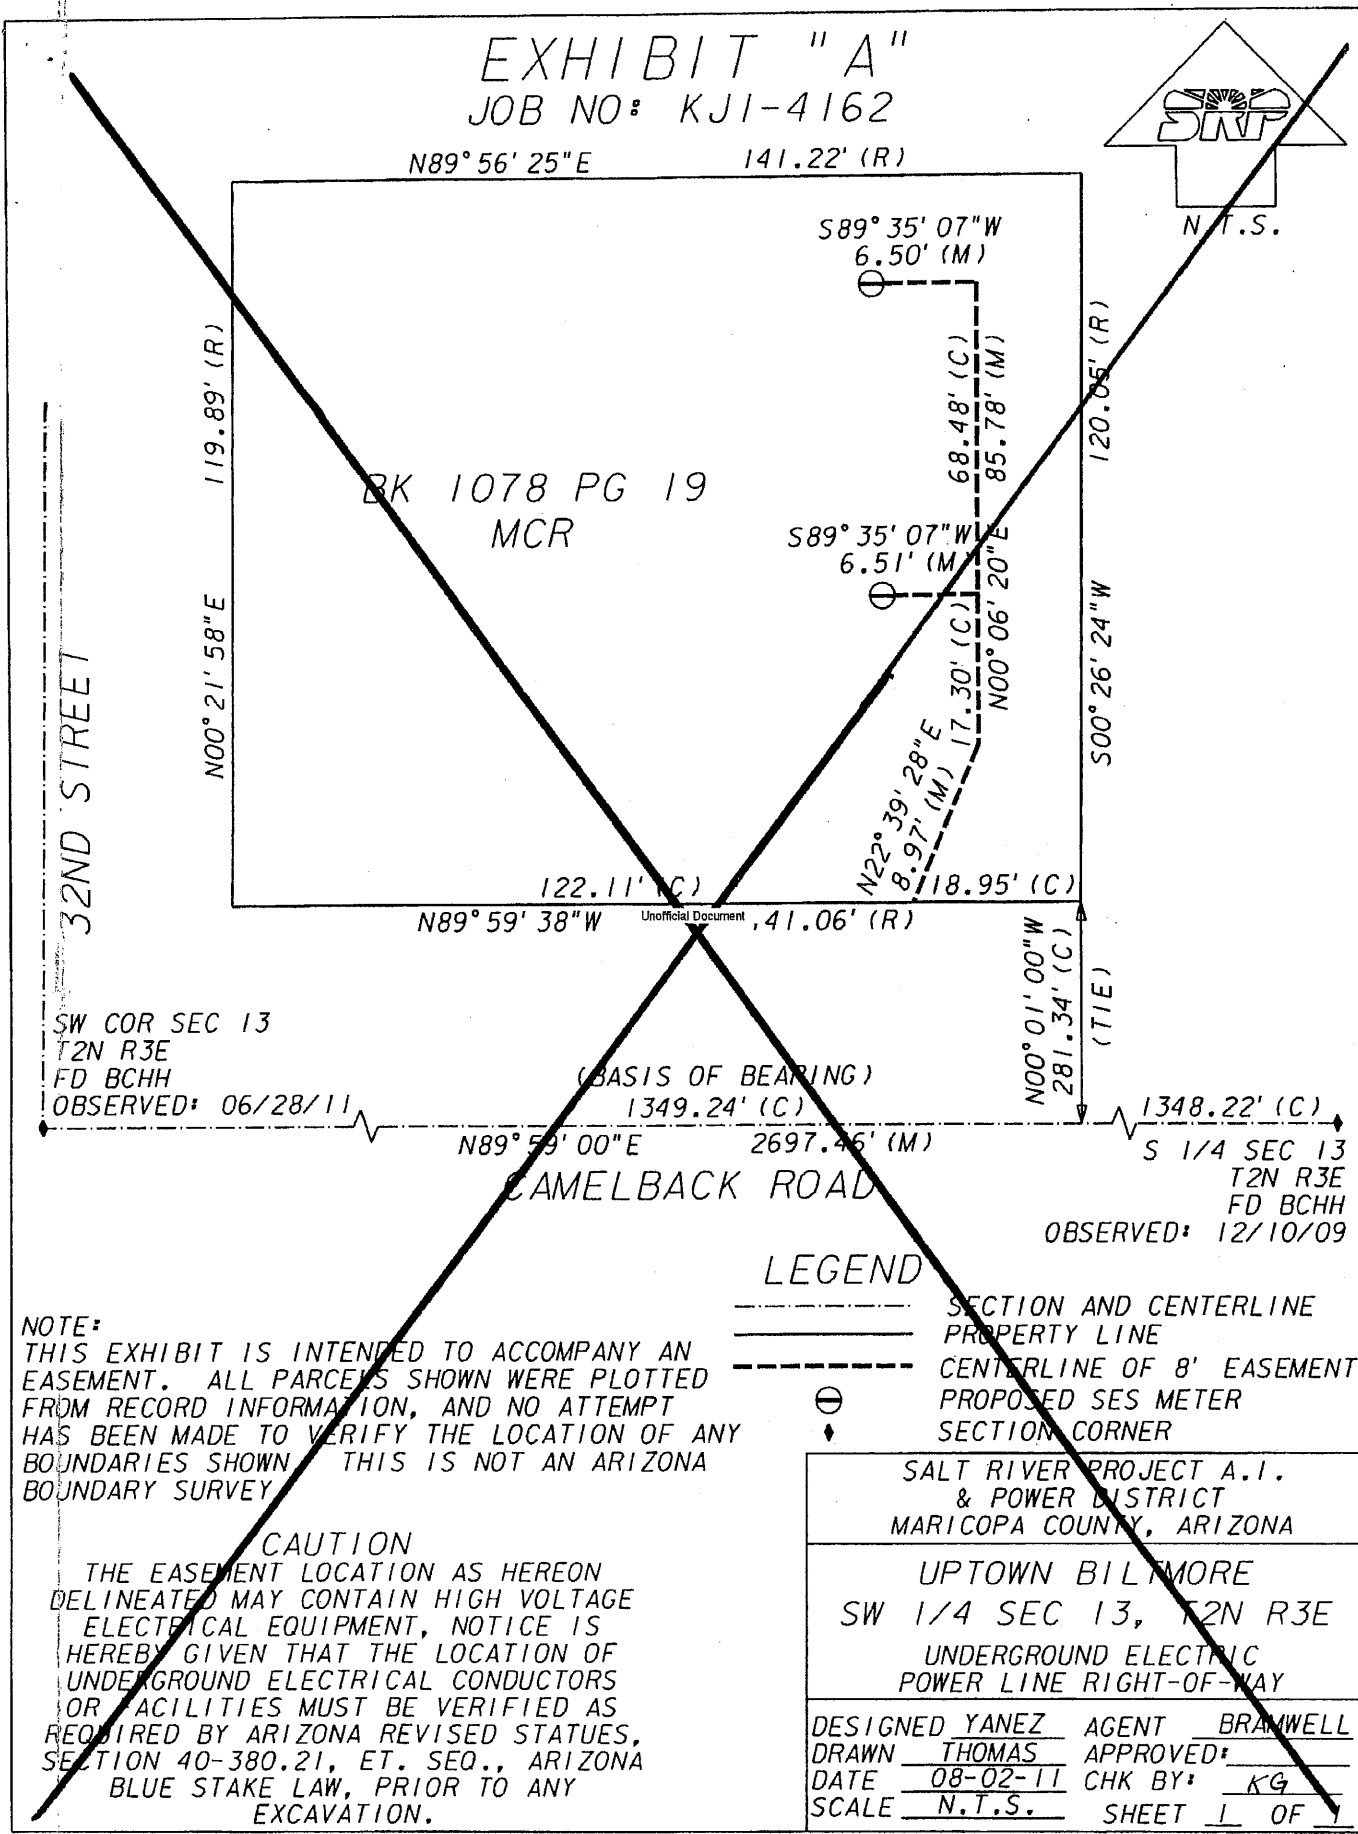 EXHIBIT "A"
JOB NO: KJ1-4162
SRP
N.T.S.
N89°56'25"E 141.22' (R)
S89°35'07"W
6.50' (M)
119.89' (R)
N00°21'58"E
68.48' (C)
85.78' (M)
120.05' (R)
S00°26'24"W
BK 1078 PG 19
MCR
S89°35'07"W
6.51' (M)
N00°06'20"E
17.30' (C)
N22°39'28"E
8.97' (M)
32ND STREET
122.11' (C)
18.95' (C)
N89°59'38"W
Unofficial Document
41.06' (R)
N00°01'00"W
281.34' (C)
(TIE)
SW COR SEC 13
T2N R3E
FD BCHH
OBSERVED: 06/28/11
(BASIS OF BEARING)
1349.24' (C)
1348.22' (C)
N89°59'00"E 2697.46' (M)
CAMELBACK ROAD
S 1/4 SEC 13
T2N R3E
FD BCHH
OBSERVED: 12/10/09
LEGEND
SECTION AND CENTERLINE
PROPERTY LINE
CENTERLINE OF 8' EASEMENT
PROPOSED SES METER
SECTION CORNER
NOTE:
THIS EXHIBIT IS INTENDED TO ACCOMPANY AN
EASEMENT. ALL PARCELS SHOWN WERE PLOTTED
FROM RECORD INFORMATION, AND NO ATTEMPT
HAS BEEN MADE TO VERIFY THE LOCATION OF ANY
BOUNDARIES SHOWN. THIS IS NOT AN ARIZONA
BOUNDARY SURVEY
CAUTION
THE EASEMENT LOCATION AS HEREON
DELINEATED MAY CONTAIN HIGH VOLTAGE
ELECTRICAL EQUIPMENT, NOTICE IS
HEREBY GIVEN THAT THE LOCATION OF
UNDERGROUND ELECTRICAL CONDUCTORS
OR FACILITIES MUST BE VERIFIED AS
REQUIRED BY ARIZONA REVISED STATUES,
SECTION 40-380.21, ET. SEQ., ARIZONA
BLUE STAKE LAW, PRIOR TO ANY
EXCAVATION.
SALT RIVER PROJECT A.I.
& POWER DISTRICT
MARICOPA COUNTY, ARIZONA
UPTOWN BILTMORE
SW 1/4 SEC 13, T2N R3E
UNDERGROUND ELECTRIC
POWER LINE RIGHT-OF-WAY
DESIGNED YANEZ AGENT BRAMWELL
DRAWN THOMAS APPROVED:
DATE 08-02-11 CHK BY: KG
SCALE N.T.S. SHEET 1 OF 1